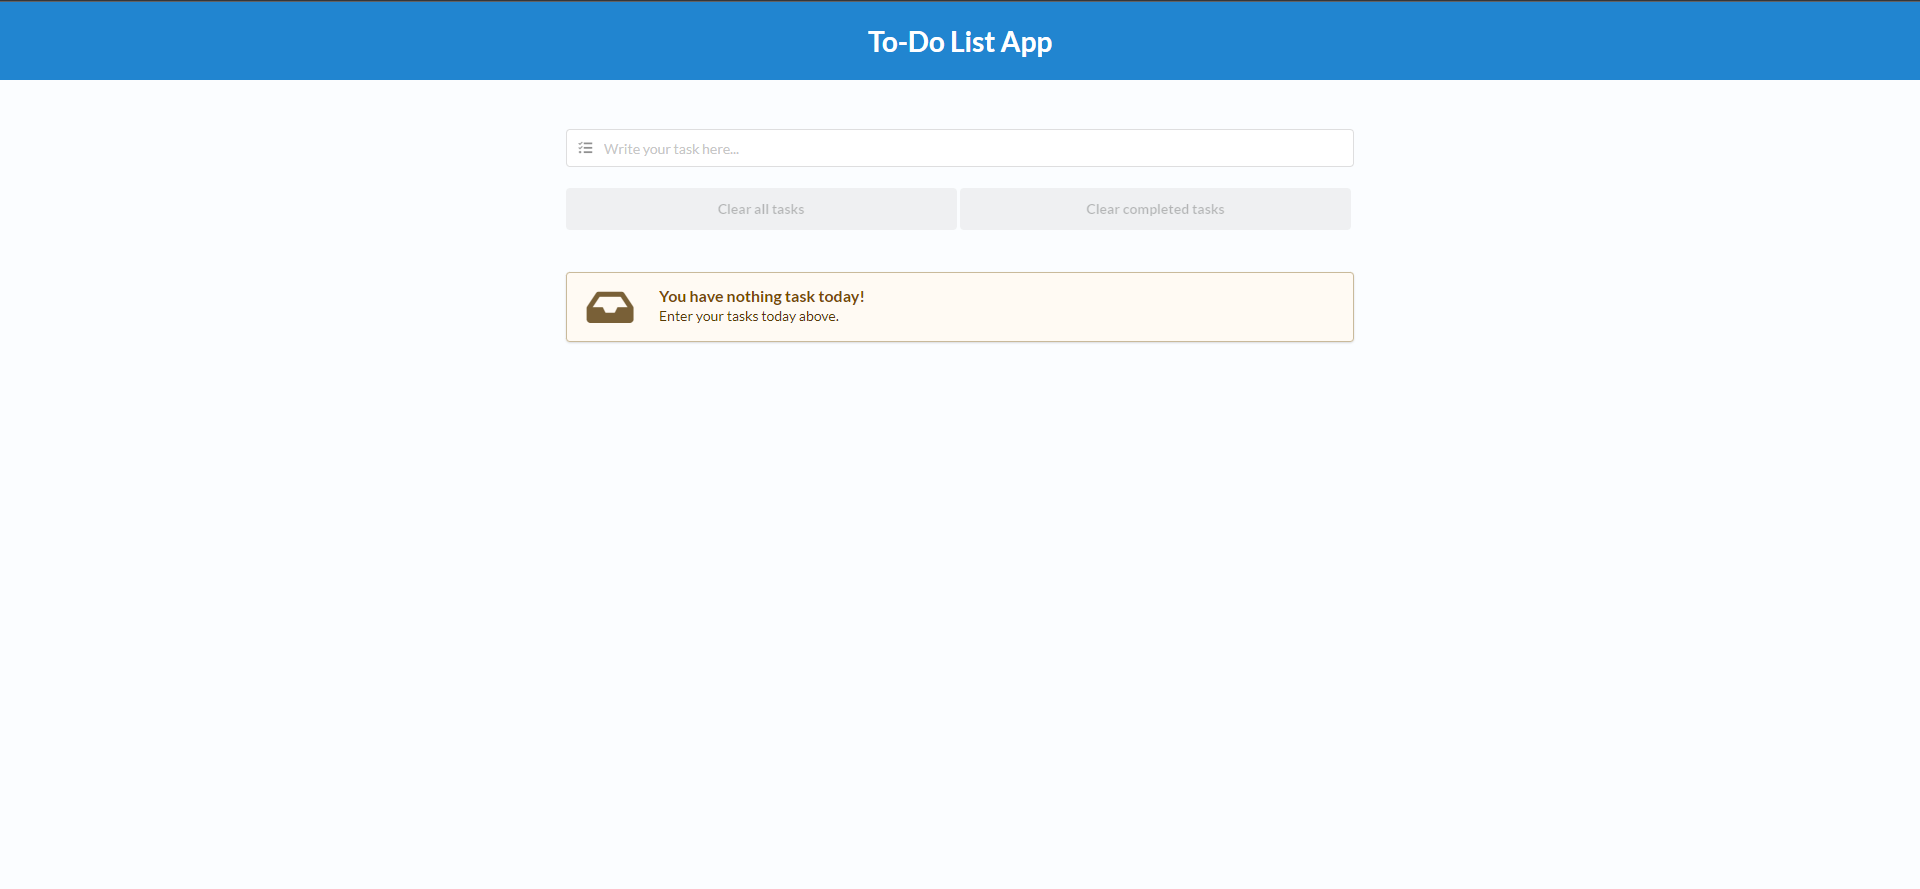 To-Do List App
Write your task here...
Clear all tasks
Clear completed tasks
You have nothing task today!
Enter your tasks today above.